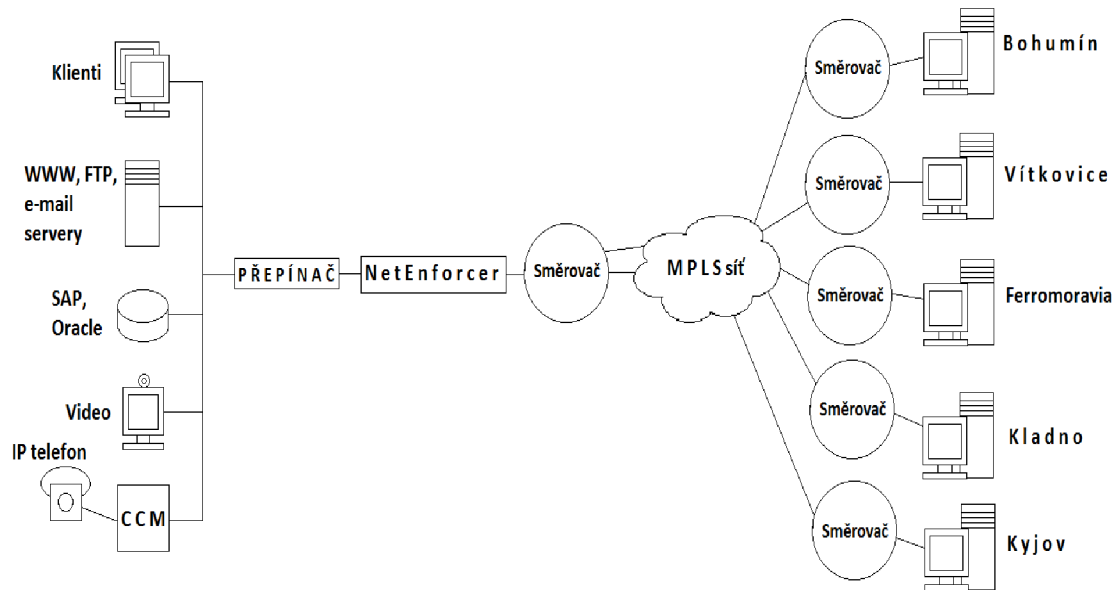 Klienti
WWW, FTP,
e-mail
servery
SAP,
Oracle
Video
IP telefon
CCM
PŘEPÍNAČ
NetEnforcer
Směrovač
MPLS síť
Směrovač
Bohumín
Směrovač
Vítkovice
Směrovač
Ferromoravia
Směrovač
Kladno
Směrovač
Kyjov